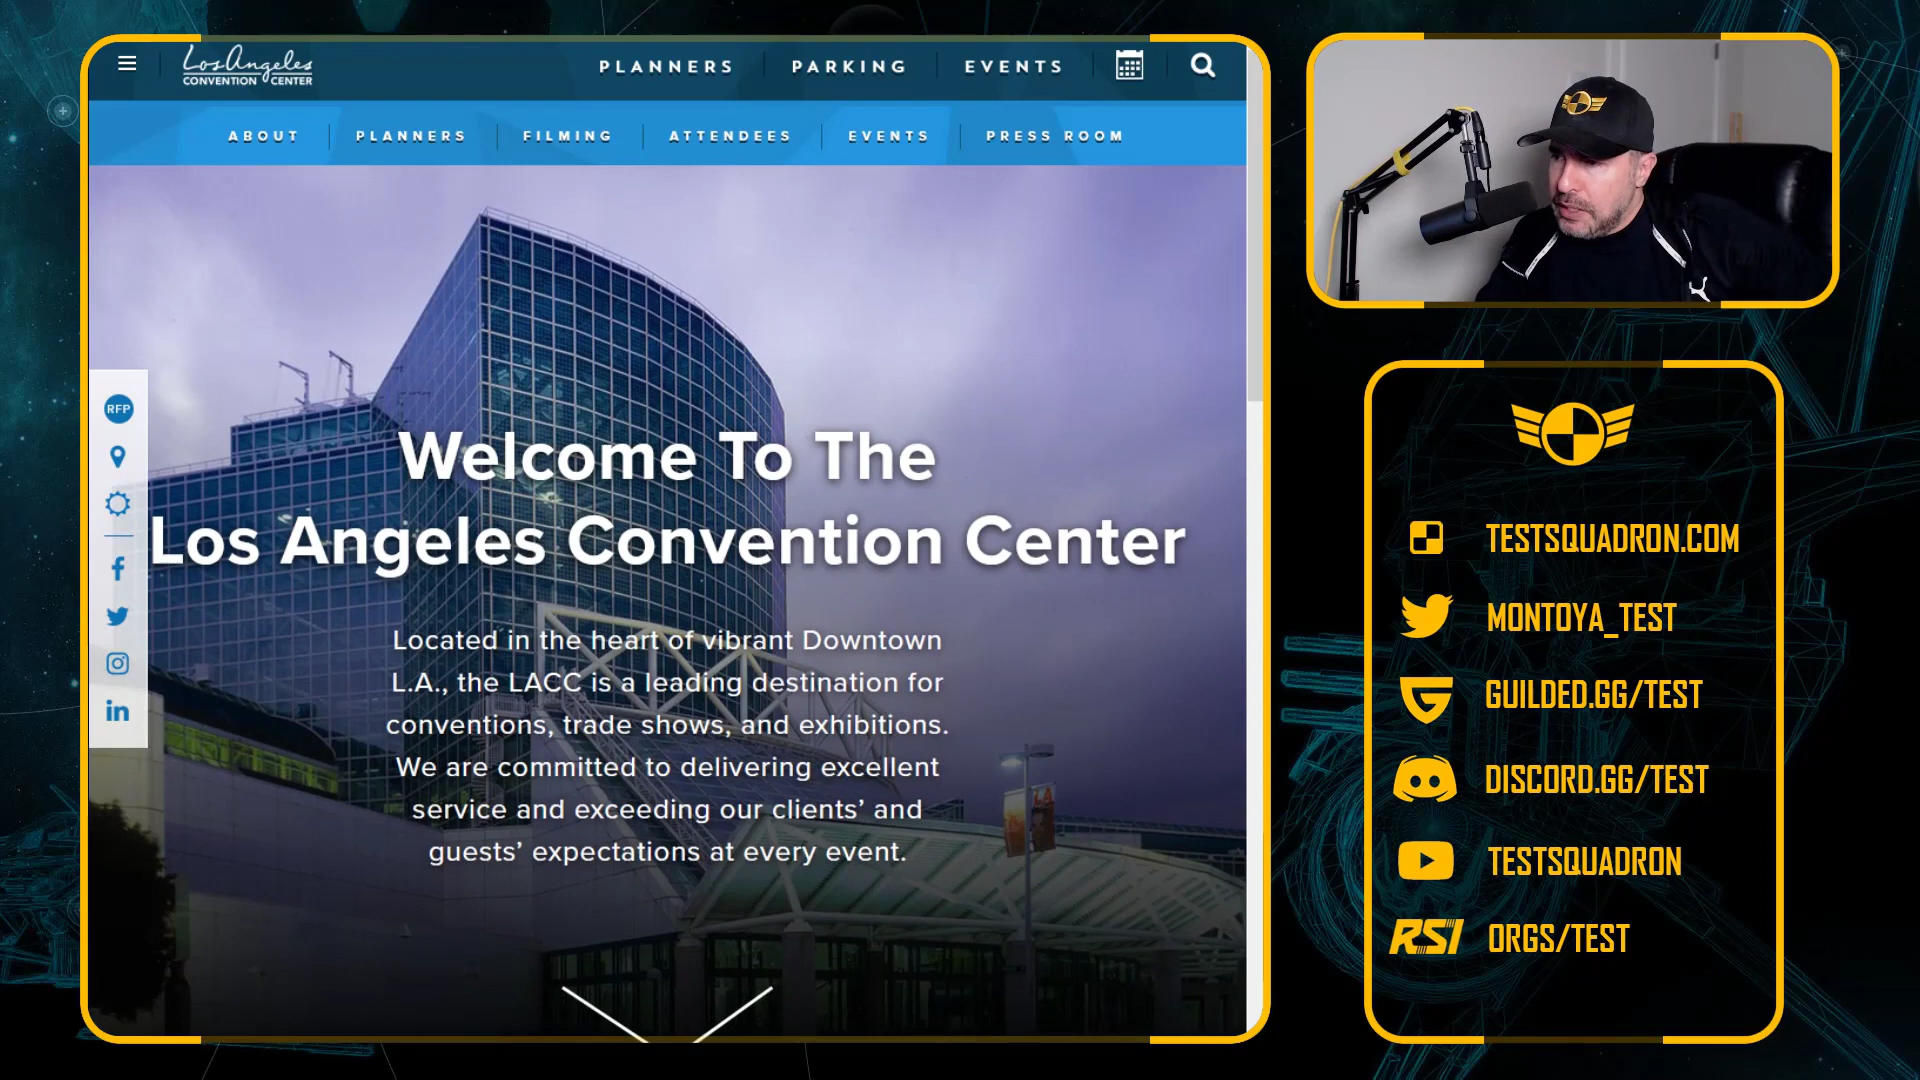 Los Angeles
CONVENTION CENTER
PLANNERS
PARKING
EVENTS
ABOUT
PLANNERS
FILMING
ATTENDEES
EVENTS
PRESS ROOM
RFP
Welcome To The
Los Angeles Convention Center
Located in the heart of vibrant Downtown
L.A., the LACC is a leading destination for
conventions, trade shows, and exhibitions.
We are committed to delivering excellent
service and exceeding our clients’ and
guests’ expectations at every event.
LA
TESTSQUADRON.COM
MONTOYA_TEST
GUILDED.GG/TEST
DISCORD.GG/TEST
TESTSQUADRON
RSI ORGS/TEST